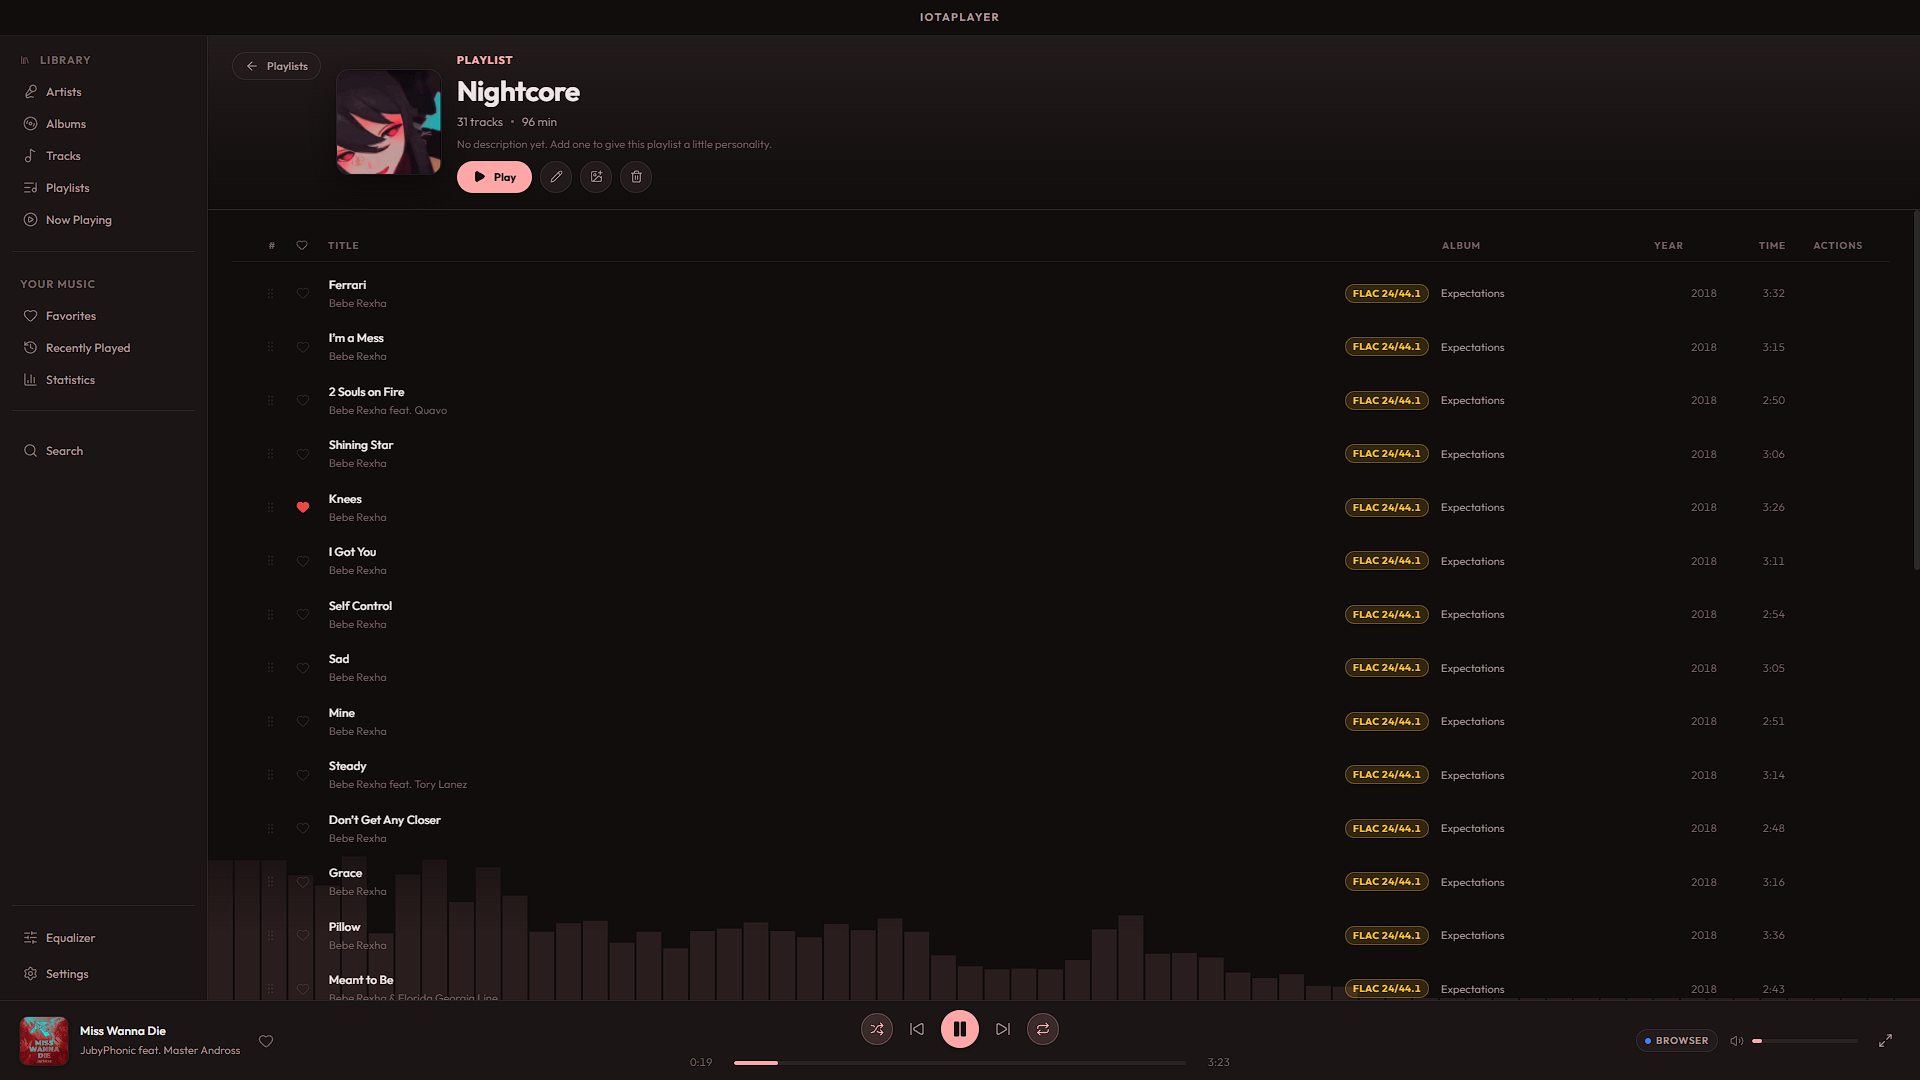 IOTAPLAYER
LIBRARY
Artists
Albums
Tracks
Playlists
Now Playing
YOUR MUSIC
Favorites
Recently Played
Statistics
Search
Equalizer
Settings
Playlists
PLAYLIST
Nightcore
31 tracks • 96 min
No description yet. Add one to give this playlist a little personality.
Play
# TITLE ALBUM YEAR TIME ACTIONS
Ferrari
Bebe Rexha
FLAC 24/44.1 Expectations 2018 3:32
I'm a Mess
Bebe Rexha
FLAC 24/44.1 Expectations 2018 3:15
2 Souls on Fire
Bebe Rexha feat. Quavo
FLAC 24/44.1 Expectations 2018 2:50
Shining Star
Bebe Rexha
FLAC 24/44.1 Expectations 2018 3:06
Knees
Bebe Rexha
FLAC 24/44.1 Expectations 2018 3:26
I Got You
Bebe Rexha
FLAC 24/44.1 Expectations 2018 3:11
Self Control
Bebe Rexha
FLAC 24/44.1 Expectations 2018 2:54
Sad
Bebe Rexha
FLAC 24/44.1 Expectations 2018 3:05
Mine
Bebe Rexha
FLAC 24/44.1 Expectations 2018 2:51
Steady
Bebe Rexha feat. Tory Lanez
FLAC 24/44.1 Expectations 2018 3:14
Don't Get Any Closer
Bebe Rexha
FLAC 24/44.1 Expectations 2018 2:48
Grace
Bebe Rexha
FLAC 24/44.1 Expectations 2018 3:16
Pillow
Bebe Rexha
FLAC 24/44.1 Expectations 2018 3:36
Meant to Be
Bebe Rexha & Florida Georgia Line
FLAC 24/44.1 Expectations 2018 2:43
MISS
WANNA
DIE
Miss Wanna Die
JubyPhonic feat. Master Andross
0:19
3:23
BROWSER